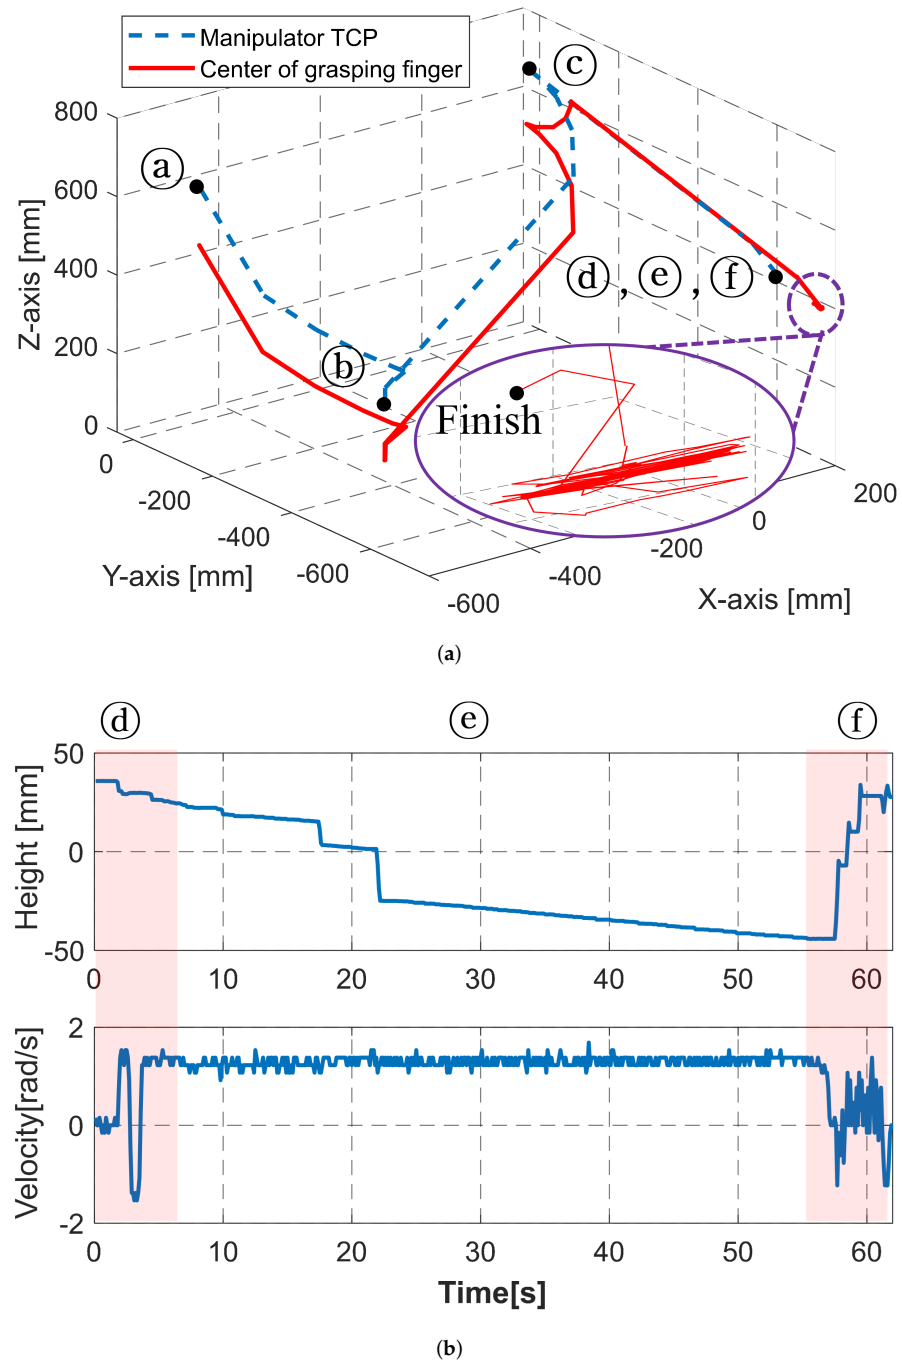 Manipulator TCP
Center of grasping finger
ⓒ
800
ⓐ
600
Z-axis [mm]
400
ⓓ , ⓔ , ⓕ
200
ⓑ
Finish
0
0
-200
200
-400
0
-200
Y-axis [mm]
-600
-400
X-axis [mm]
-600
(a)
ⓓ
ⓔ
ⓕ
50
Height [mm]
0
-50
0 10 20 30 40 50 60
2
Velocity[rad/s]
0
-2
0 10 20 30 40 50 60
Time[s]
(b)